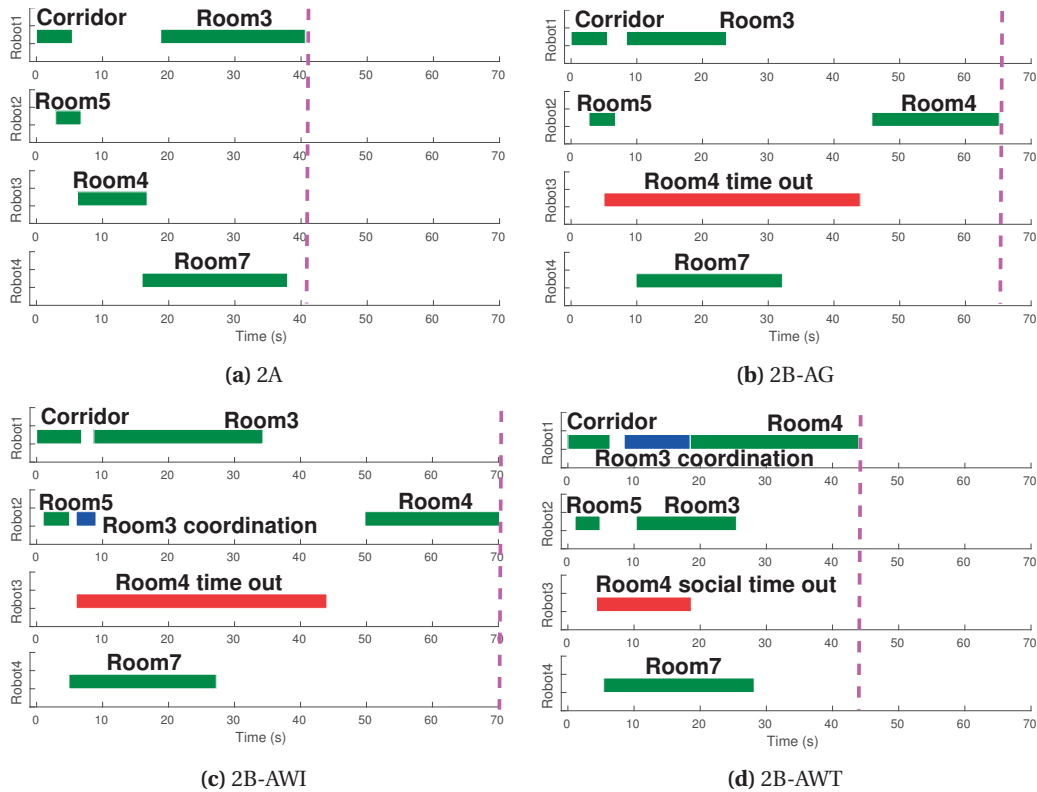 Corridor Room3
Robot1
0 10 20 30 40 50 60 70
Room5
Robot2
0 10 20 30 40 50 60 70
Room4
Robot3
0 10 20 30 40 50 60 70
Room7
Robot4
0 10 20 30 40 50 60 70
Time (s)
(a) 2A
Corridor Room3
Robot1
0 10 20 30 40 50 60 70
Room5 Room4
Robot2
0 10 20 30 40 50 60 70
Room4 time out
Robot3
0 10 20 30 40 50 60 70
Room7
Robot4
0 10 20 30 40 50 60 70
Time (s)
(b) 2B-AG
Corridor Room3
Robot1
0 10 20 30 40 50 60 70
Room5 Room4
Room3 coordination
Robot2
0 10 20 30 40 50 60 70
Room4 time out
Robot3
0 10 20 30 40 50 60 70
Room7
Robot4
0 10 20 30 40 50 60 70
Time (s)
(c) 2B-AWI
Corridor Room4
Room3 coordination
Robot1
0 10 20 30 40 50 60 70
Room5 Room3
Robot2
0 10 20 30 40 50 60 70
Room4 social time out
Robot3
0 10 20 30 40 50 60 70
Room7
Robot4
0 10 20 30 40 50 60 70
Time (s)
(d) 2B-AWT